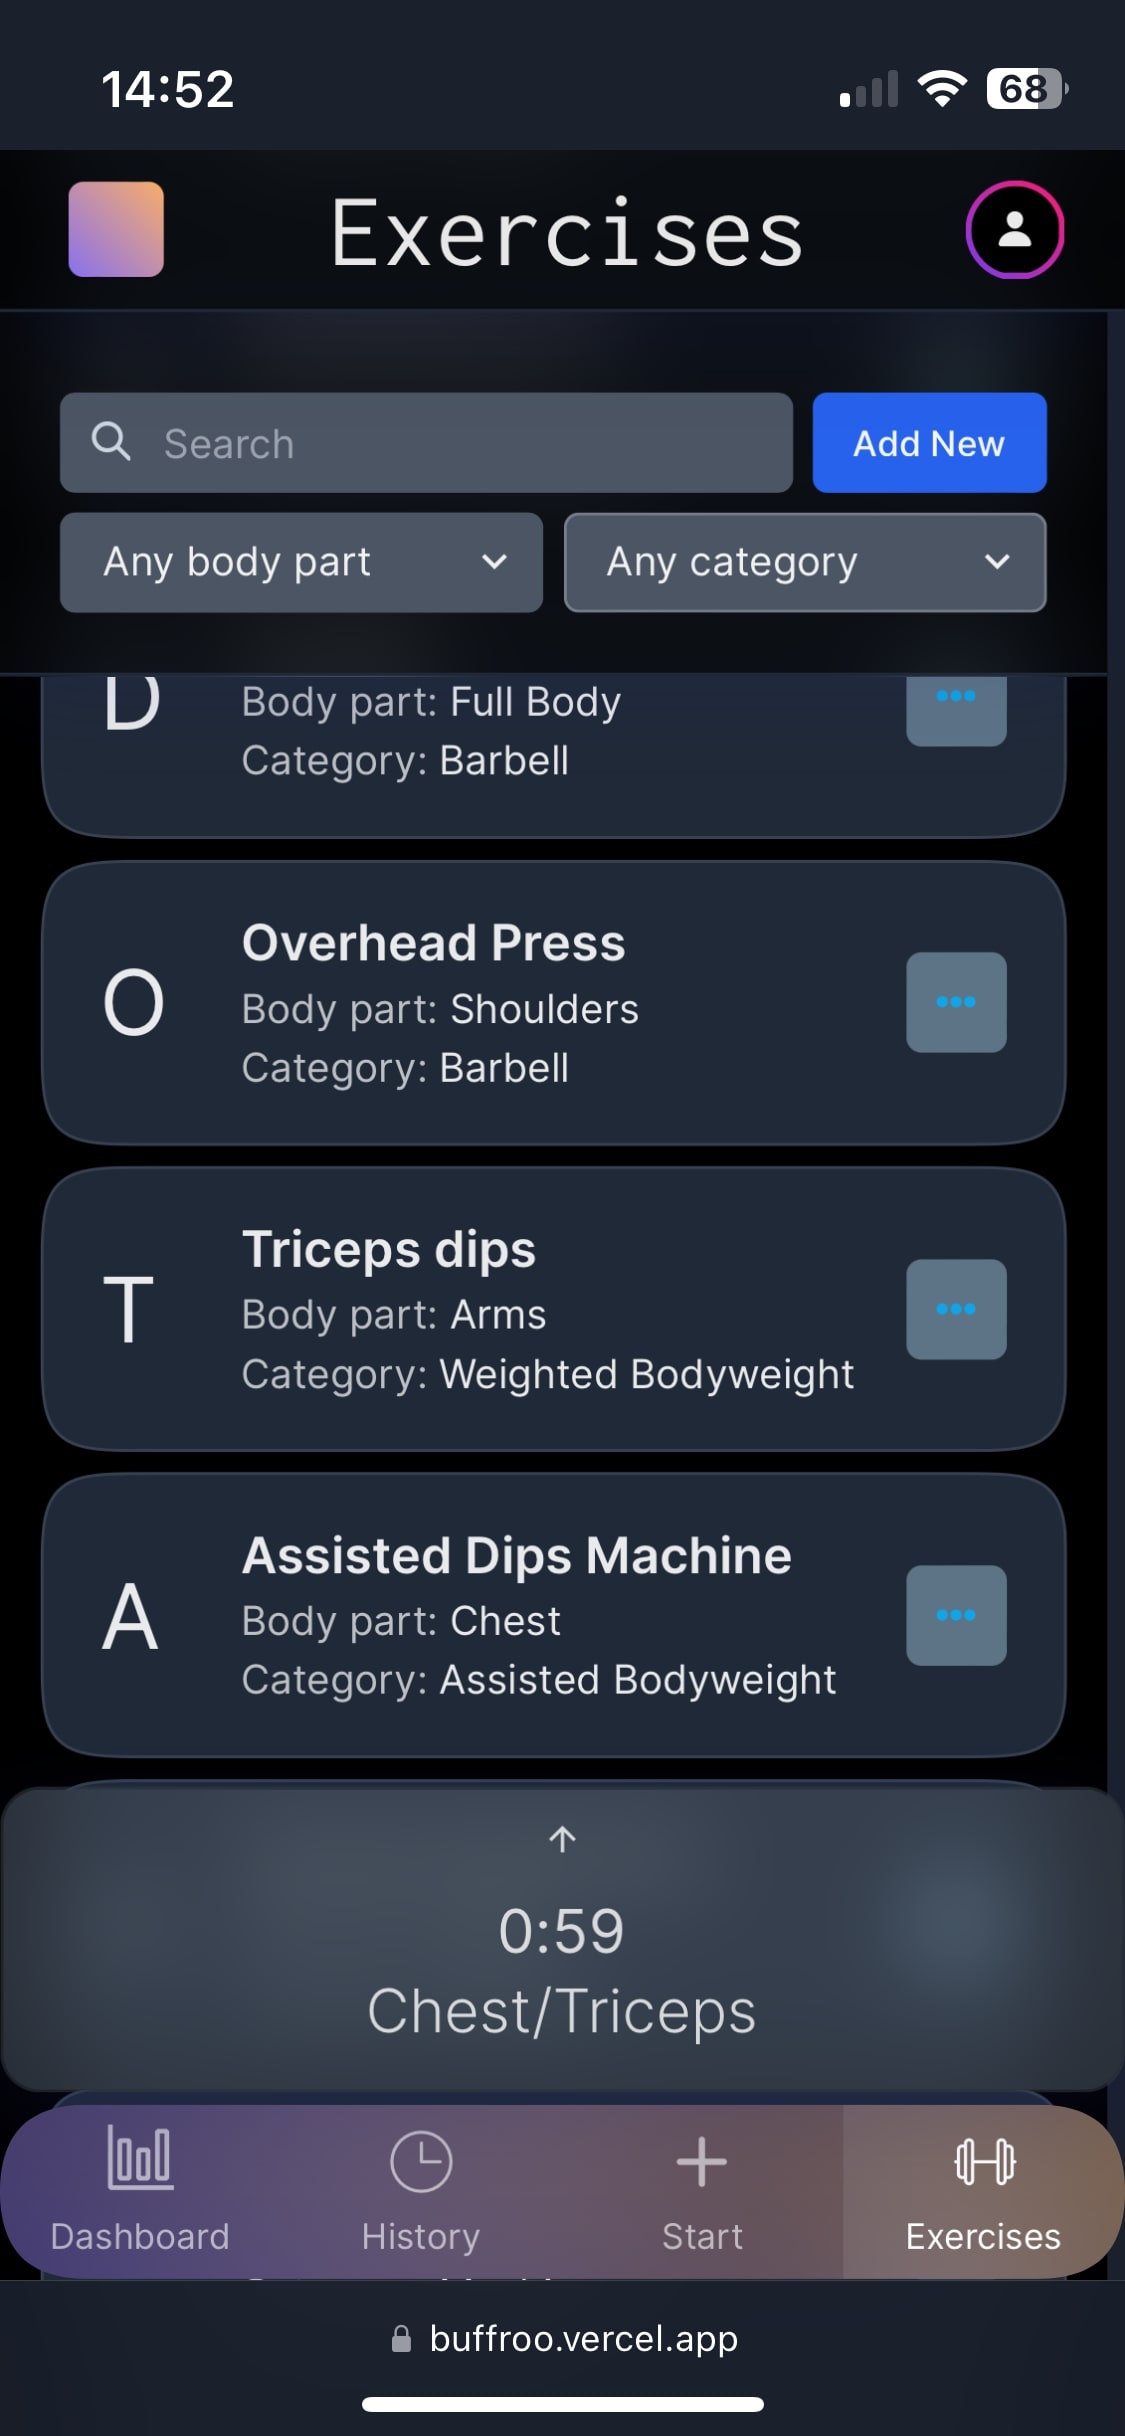 14:52
68
Exercises
Search
Add New
Any body part
Any category
D
Body part: Full Body
Category: Barbell
O
Overhead Press
Body part: Shoulders
Category: Barbell
T
Triceps dips
Body part: Arms
Category: Weighted Bodyweight
A
Assisted Dips Machine
Body part: Chest
Category: Assisted Bodyweight
0:59
Chest/Triceps
Dashboard
History
Start
Exercises
buffroo.vercel.app